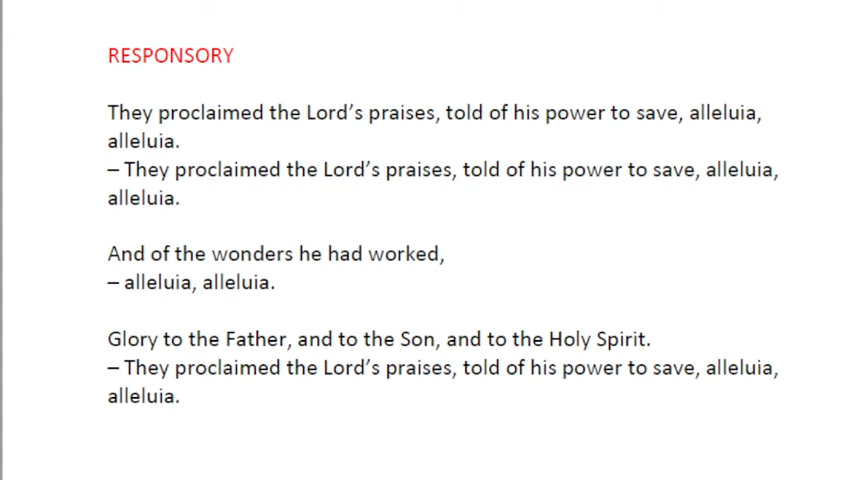 RESPONSORY
They proclaimed the Lord’s praises, told of his power to save, alleluia,
alleluia.
– They proclaimed the Lord’s praises, told of his power to save, alleluia,
alleluia.
And of the wonders he had worked,
– alleluia, alleluia.
Glory to the Father, and to the Son, and to the Holy Spirit.
– They proclaimed the Lord’s praises, told of his power to save, alleluia,
alleluia.